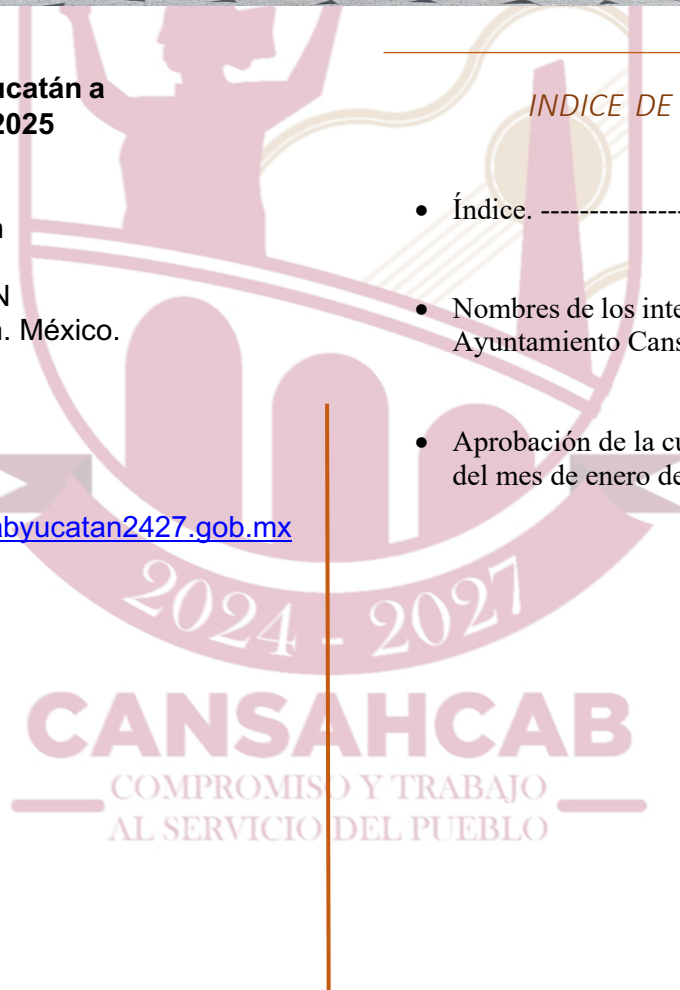 ucatán a
2025
n
N
n. México.
abyucatan2427.gob.mx
INDICE DE
• Índice. ---------------
• Nombres de los inte
Ayuntamiento Cans
• Aprobación de la cu
del mes de enero de
2024 - 2027
CANSAHCAB
COMPROMISO Y TRABAJO
AL SERVICIO DEL PUEBLO